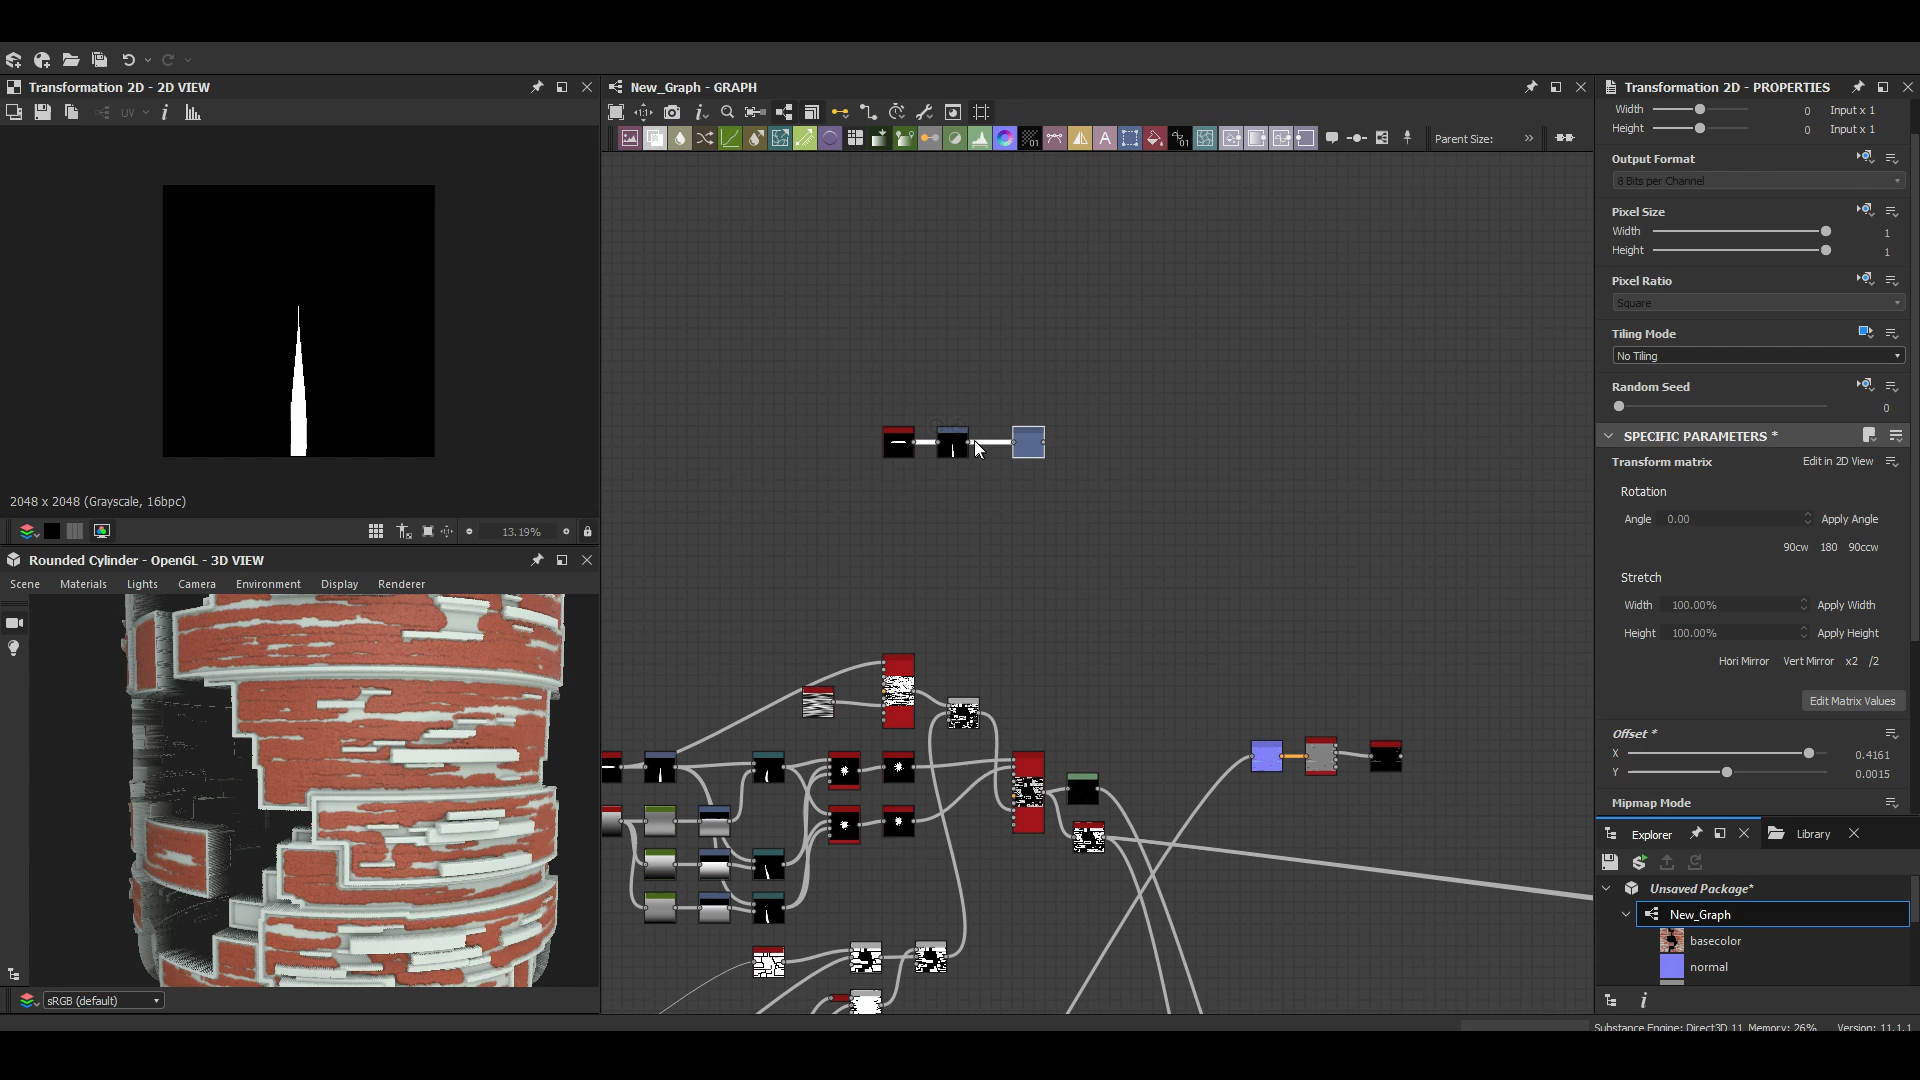 Transformation 2D - 2D VIEW
New_Graph - GRAPH
Transformation 2D - PROPERTIES
UV
Parent Size:
Width 0 Input x 1
Height 0 Input x 1
Output Format
8 Bits per Channel
Pixel Size
Width 1
Height 1
Pixel Ratio
Square
Tiling Mode
No Tiling
Random Seed
0
SPECIFIC PARAMETERS *
Transform matrix Edit in 2D View
Rotation
Angle 0.00 Apply Angle
90cw 180 90ccw
Stretch
Width 100.00% Apply Width
Height 100.00% Apply Height
Hori Mirror Vert Mirror x2 /2
Edit Matrix Values
Offset *
X 0.4161
Y 0.0015
Mipmap Mode
2048 x 2048 (Grayscale, 16bpc)
13.19%
Rounded Cylinder - OpenGL - 3D VIEW
Scene Materials Lights Camera Environment Display Renderer
sRGB (default)
Explorer Library
Unsaved Package*
New_Graph
basecolor
normal
Substance Engine: Direct3D 11 Memory: 26% Version: 11.1.1